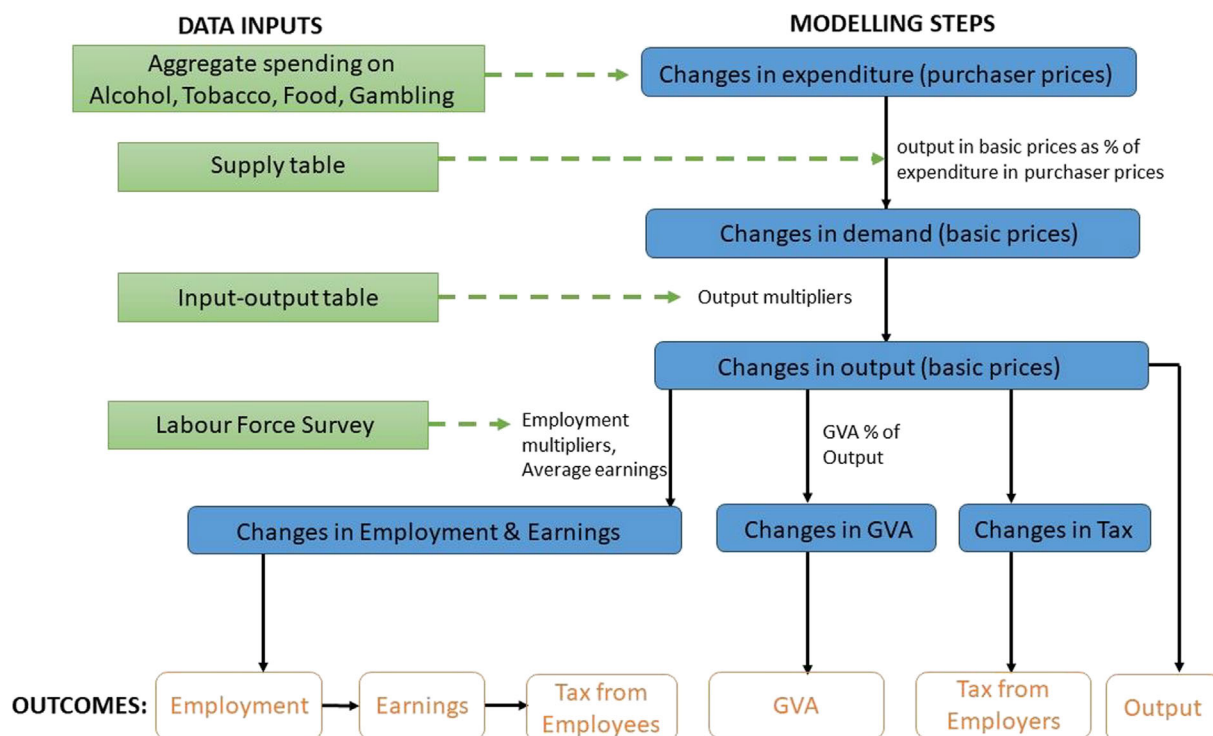 DATA INPUTS
MODELLING STEPS
Aggregate spending on
Alcohol, Tobacco, Food, Gambling
Changes in expenditure (purchaser prices)
Supply table
output in basic prices as % of
expenditure in purchaser prices
Changes in demand (basic prices)
Input-output table
Output multipliers
Changes in output (basic prices)
Labour Force Survey
Employment
multipliers,
Average earnings
GVA % of
Output
Changes in Employment & Earnings
Changes in GVA
Changes in Tax
OUTCOMES:
Employment
Earnings
Tax from
Employees
GVA
Tax from
Employers
Output